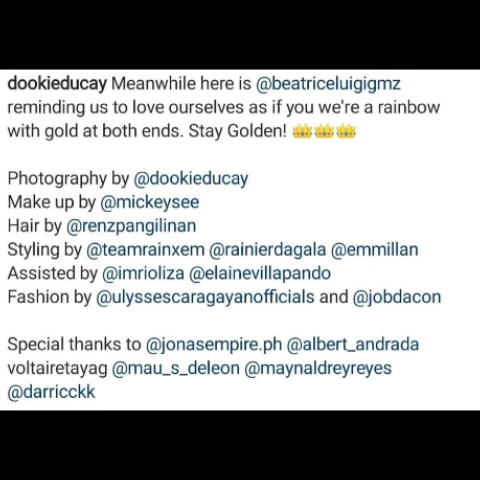 dookieducay Meanwhile here is @beatriceluigigmz
reminding us to love ourselves as if you we're a rainbow
with gold at both ends. Stay Golden! 👑👑👑
Photography by @dookieducay
Make up by @mickeysee
Hair by @renzpangilinan
Styling by @teamrainxem @rainierdagala @emmillan
Assisted by @imrioliza @elainevillapando
Fashion by @ulyssescaragayanofficials and @jobdacon
Special thanks to @jonasempire.ph @albert_andrada
voltairetayag @mau_s_deleon @maynaldreyreyes
@darricckk